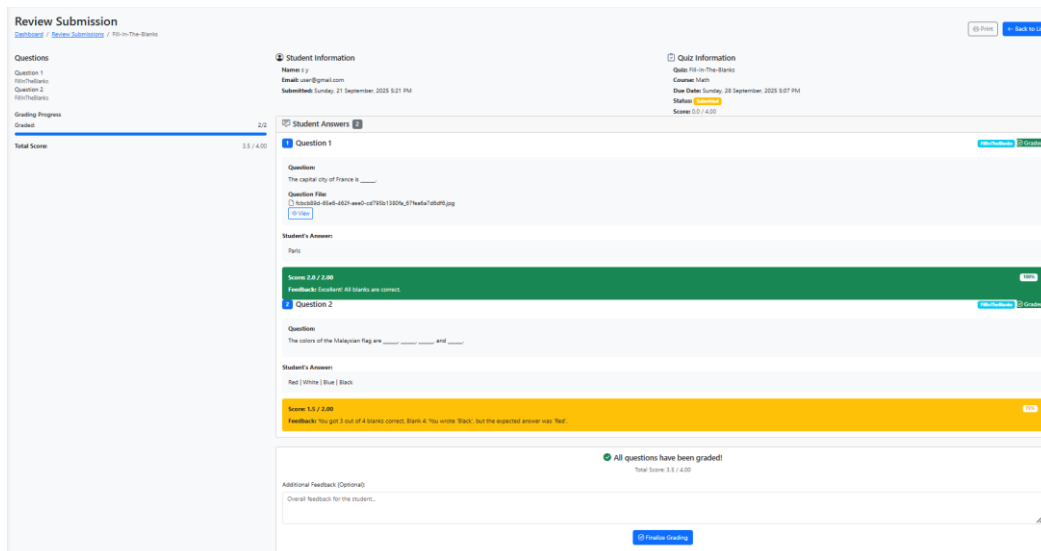 Review Submission
Dashboard / Review Submissions / Fill-In-The-Blanks
Print
← Back to Li
Questions
Question 1
FillInTheBlanks
Question 2
FillInTheBlanks
Grading Progress
Graded: 2/2
Total Score: 3.5 / 4.00
Student Information
Name: s y
Email: user@gmail.com
Submitted: Sunday, 21 September, 2025 5:21 PM
Quiz Information
Quiz: Fill-In-The-Blanks
Course: Math
Due Date: Sunday, 28 September, 2025 5:07 PM
Status: Submitted
Score: 0.0 / 4.00
Student Answers 2
1 Question 1
FillInTheBlanks Grade
Question:
The capital city of France is _____.
Question File:
View
Student's Answer:
Paris
Score: 2.0 / 2.00
100%
Feedback: Excellent! All blanks are correct.
2 Question 2
FillInTheBlanks Grade
Question:
The colors of the Malaysian flag are _____, _____, _____, and _____.
Student's Answer:
Red | White | Blue | Black
Score: 1.5 / 2.00
75%
Feedback: You got 3 out of 4 blanks correct. Blank 4: You wrote 'Black', but the expected answer was 'Red'.
All questions have been graded!
Total Score: 3.5 / 4.00
Additional Feedback (Optional):
Overall feedback for the student...
Finalize Grading